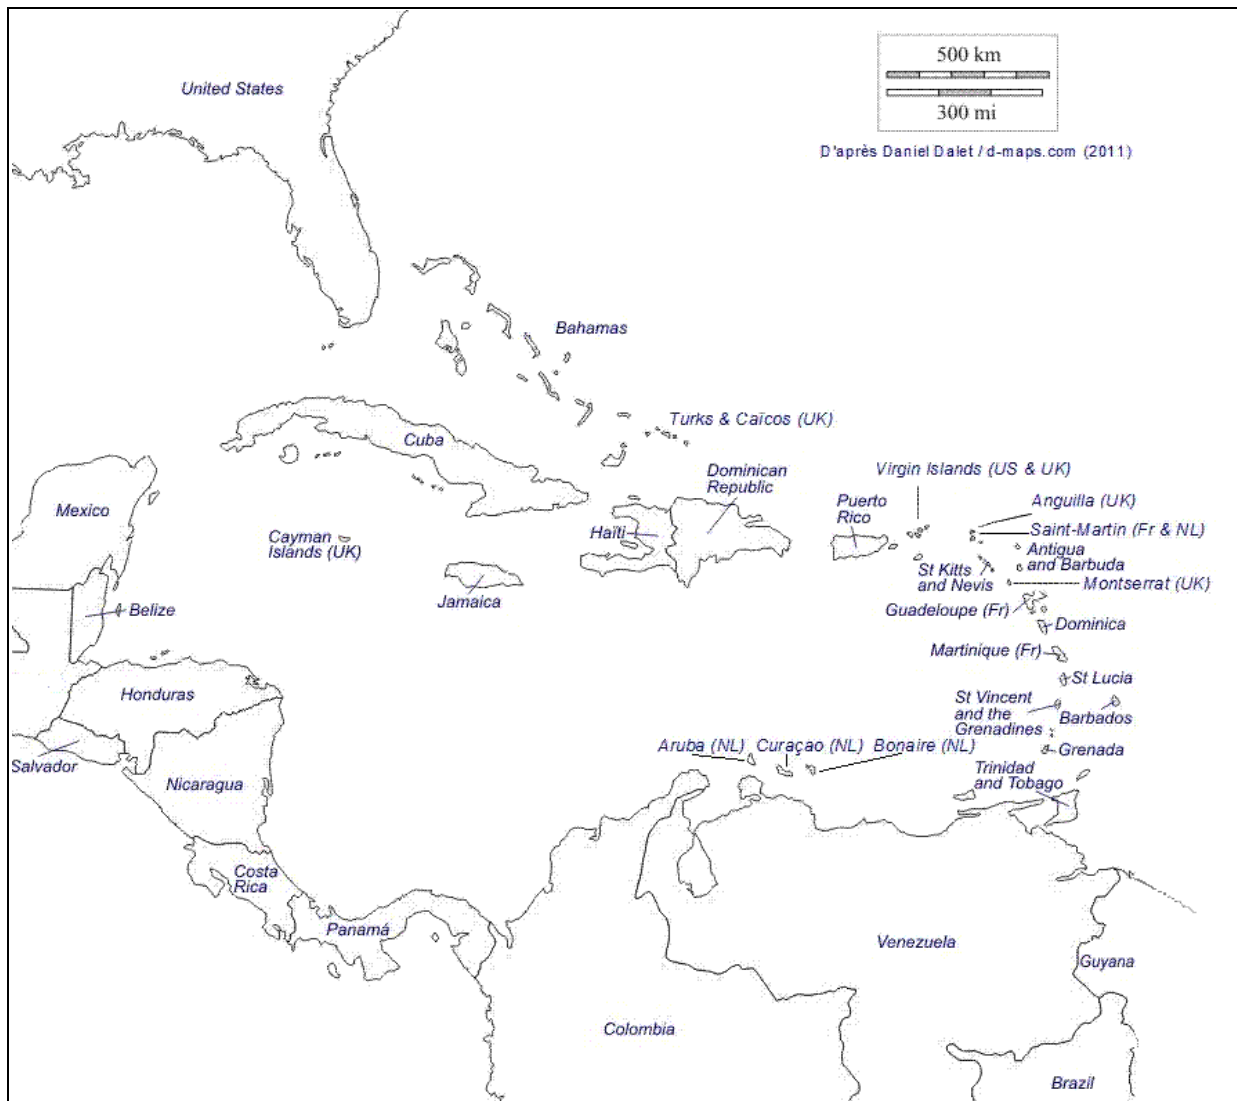 500 km
300 mi
D'après Daniel Dalet / d-maps.com (2011)
United States
Bahamas
Turks & Caïcos (UK)
Cuba
Dominican
Republic
Virgin Islands (US & UK)
Mexico
Puerto
Rico
Anguilla (UK)
Cayman
Islands (UK)
Haïti
Saint-Martin (Fr & NL)
Antigua
and Barbuda
St Kitts
and Nevis
Montserrat (UK)
Jamaica
Belize
Guadeloupe (Fr)
Dominica
Martinique (Fr)
St Lucia
Honduras
St Vincent
and the
Grenadines
Barbados
Aruba (NL)
Curaçao (NL)
Bonaire (NL)
Grenada
Salvador
Nicaragua
Trinidad
and Tobago
Costa
Rica
Panamá
Venezuela
Guyana
Colombia
Brazil